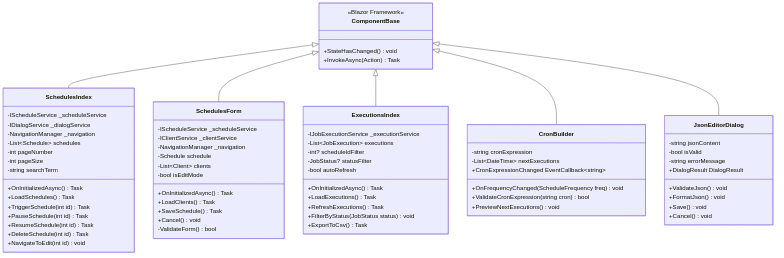 «Blazor Framework»
ComponentBase
+StateHasChanged() : void
+InvokeAsync(Action) : Task
SchedulesIndex
-IScheduleService _scheduleService
-IDialogService _dialogService
-NavigationManager _navigation
-List<Schedule> schedules
-int pageNumber
-int pageSize
-string searchTerm
+OnInitializedAsync() : Task
+LoadSchedules() : Task
+TriggerSchedule(int id) : Task
+PauseSchedule(int id) : Task
+ResumeSchedule(int id) : Task
+DeleteSchedule(int id) : Task
+NavigateToEdit(int id) : void
SchedulesForm
-IScheduleService _scheduleService
-IClientService _clientService
-NavigationManager _navigation
-Schedule schedule
-List<Client> clients
-bool isEditMode
+OnInitializedAsync() : Task
+LoadClients() : Task
+SaveSchedule() : Task
+Cancel() : void
-ValidateForm() : bool
ExecutionsIndex
-IJobExecutionService _executionService
-List<JobExecution> executions
-int? scheduleIdFilter
-JobStatus? statusFilter
-bool autoRefresh
+OnInitializedAsync() : Task
+LoadExecutions() : Task
+RefreshExecutions() : Task
+FilterByStatus(JobStatus status) : void
+ExportToCsv() : Task
CronBuilder
-string cronExpression
-List<DateTime> nextExecutions
+CronExpressionChanged EventCallback<string>
+OnFrequencyChanged(ScheduleFrequency freq) : void
+ValidateCronExpression(string cron) : bool
+PreviewNextExecutions() : void
JsonEditorDialog
-string jsonContent
-bool isValid
-string errorMessage
+DialogResult DialogResult
+ValidateJson() : void
+FormatJson() : void
+Save() : void
+Cancel() : void